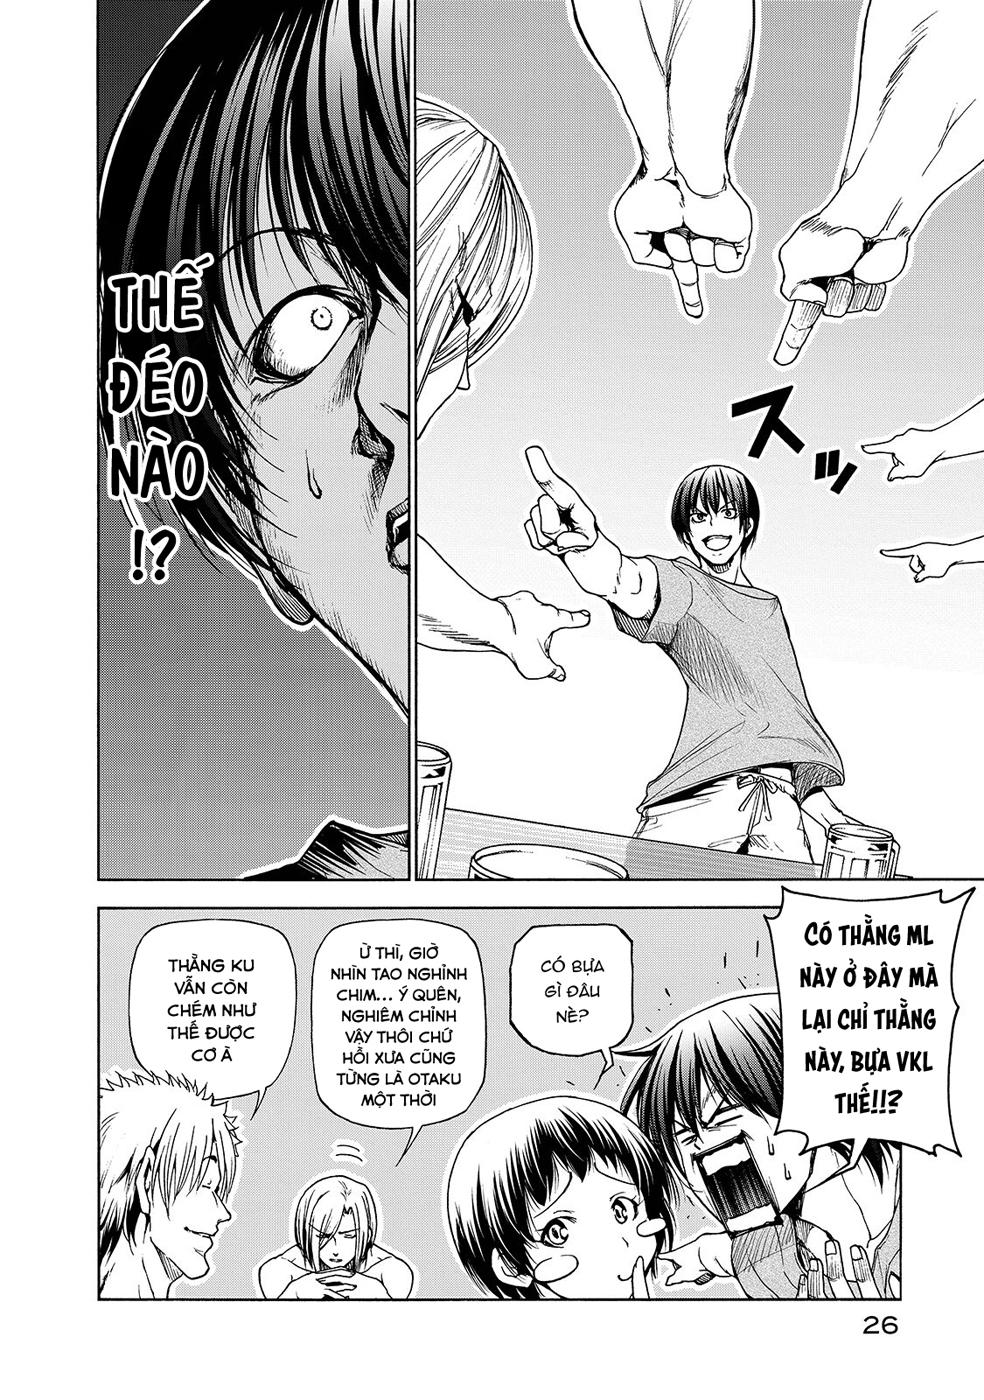 スッ
THẾ
ĐÉO
NÀO
!?
CÓ THẰNG ML
NÀY Ở ĐÂY MÀ
LẠI CHỈ THẰNG
NÀY, BỰA VKL
THẾ!!?
CÓ BỰA
GÌ ĐÂU
NÈ?
Ừ THÌ, GIỜ
NHÌN TAO NGHỈNH
CHIM... Ý QUÊN,
NGHIÊM CHỈNH
VẬY THÔI CHỨ
HỒI XƯA CŨNG
TỪNG LÀ OTAKU
MỘT THỜI
THẰNG KU
VẪN CÒN
CHÉM NHƯ
THẾ ĐƯỢC
CƠ À
26